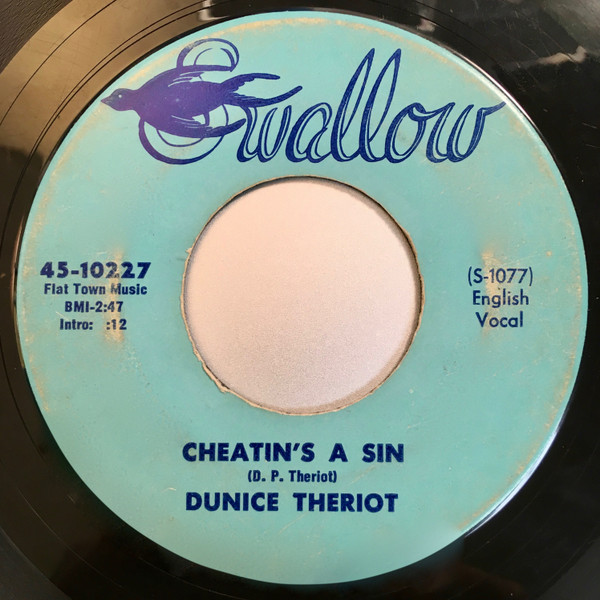 Swallow
45-10227
Flat Town Music
BMI-2:47
Intro: :12
(S-1077)
English
Vocal
CHEATIN'S A SIN
(D. P. Theriot)
DUNICE THERIOT